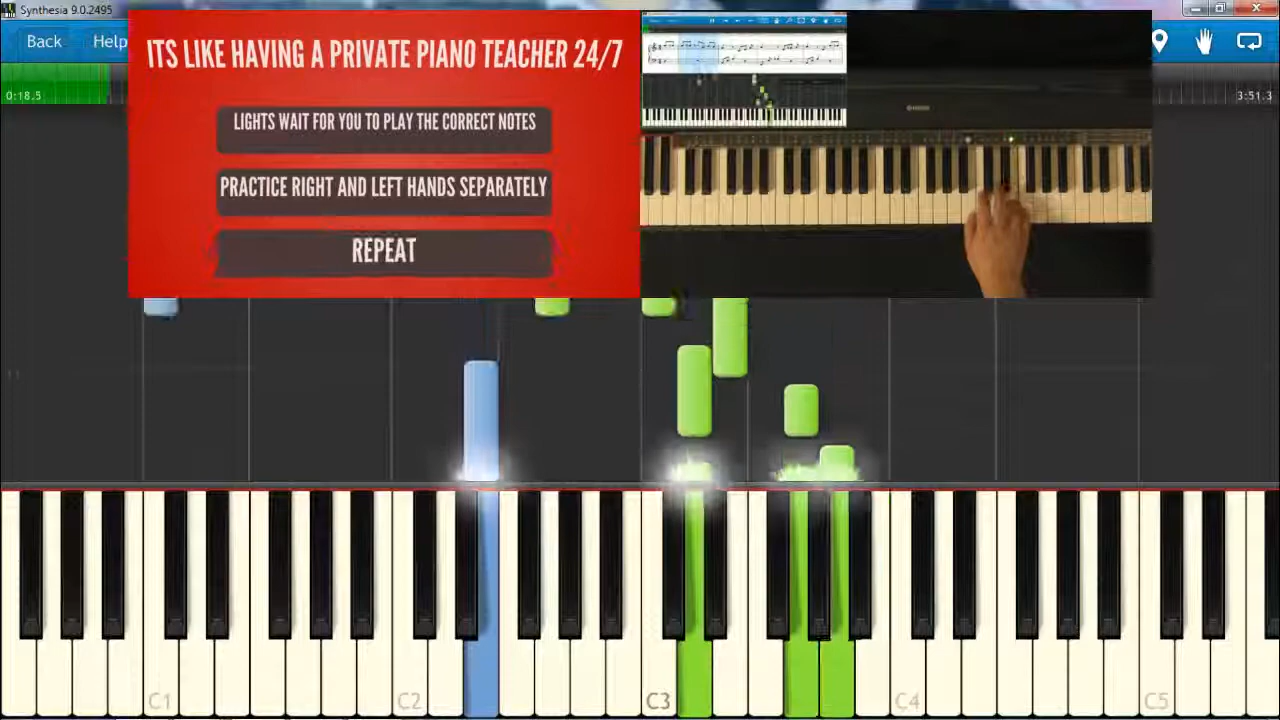 Synthesia 9.0.2495
Back Help
ITS LIKE HAVING A PRIVATE PIANO TEACHER 24/7
LIGHTS WAIT FOR YOU TO PLAY THE CORRECT NOTES
PRACTICE RIGHT AND LEFT HANDS SEPARATELY
REPEAT
0:18.5
3:51.3
C1 C2 C3 C4 C5